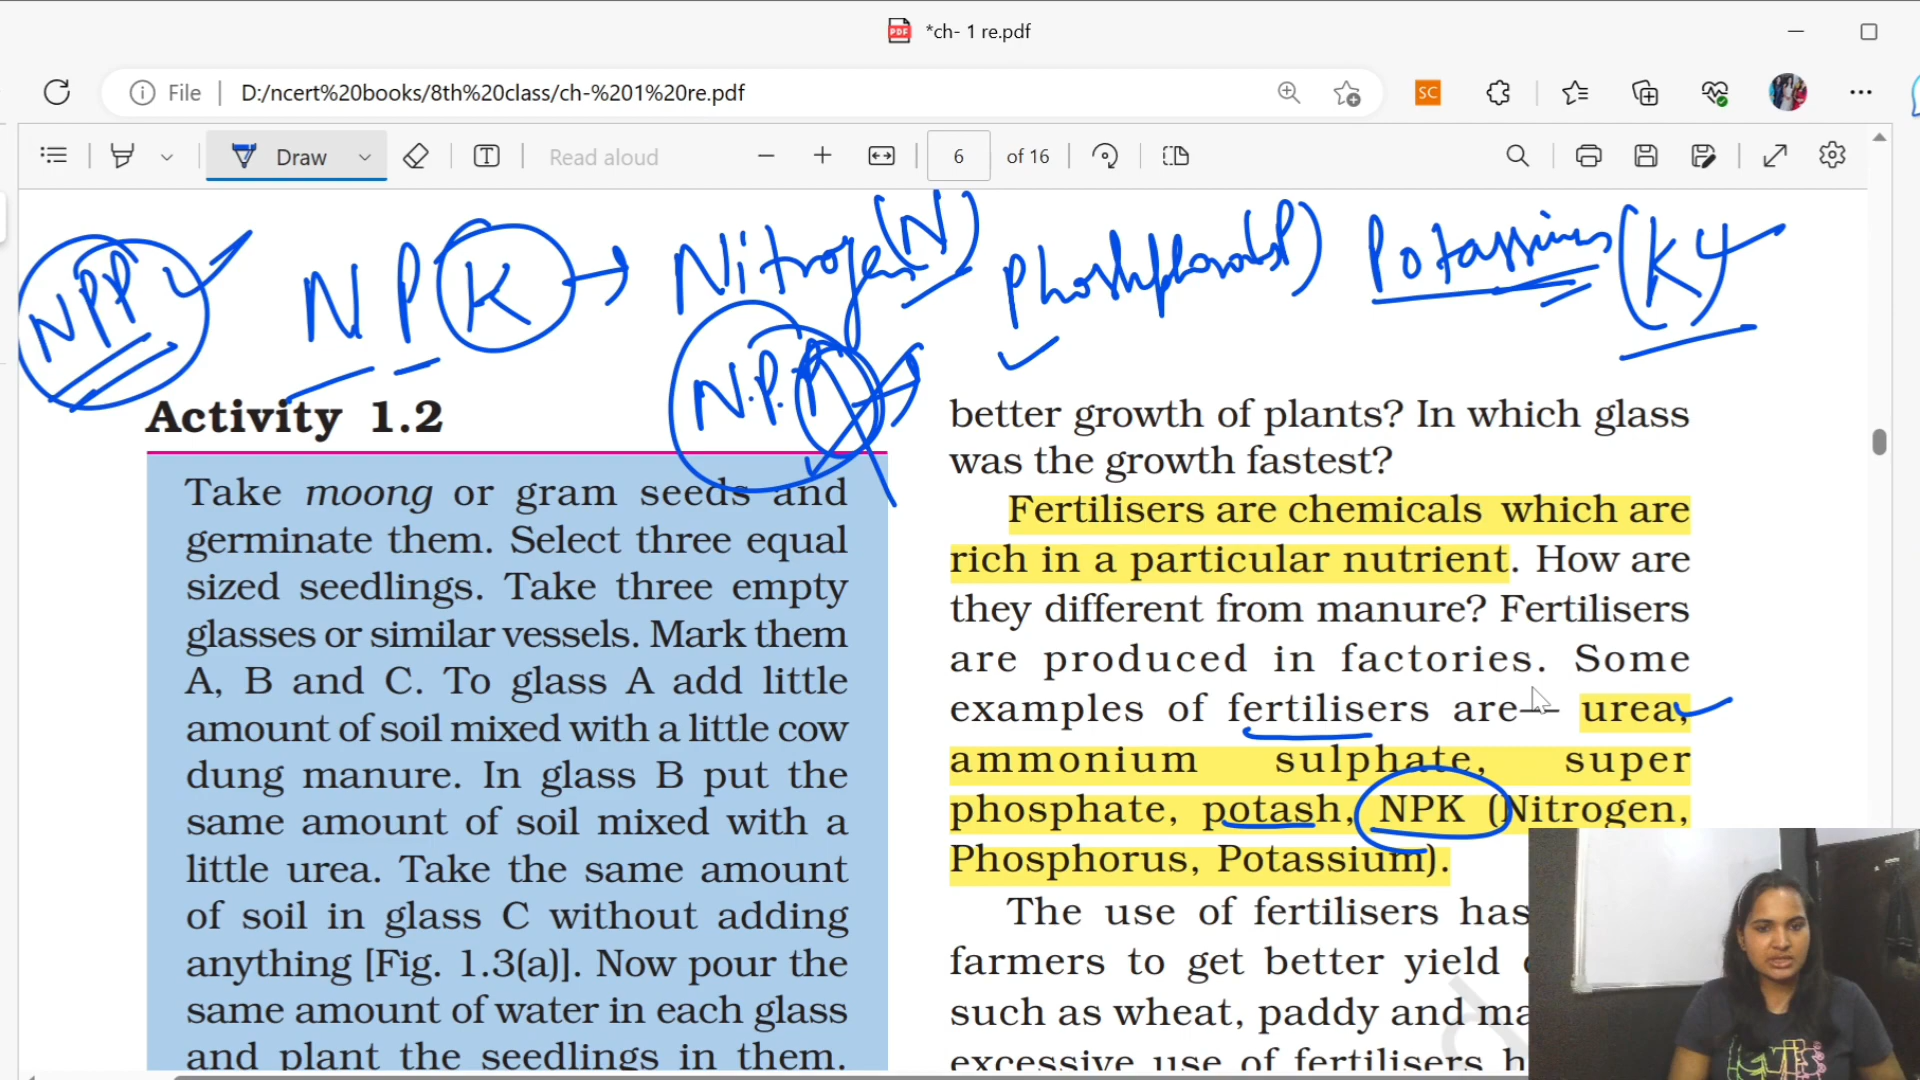 *ch- 1 re.pdf
File
D:/ncert%20books/8th%20class/ch-%201%20re.pdf
SC
Draw
Read aloud
6 of 16
NPP
NPK → Nitrogen (N) Potassium (K)
N.P.P
Activity 1.2
Take moong or gram seeds and
germinate them. Select three equal
sized seedlings. Take three empty
glasses or similar vessels. Mark them
A, B and C. To glass A add little
amount of soil mixed with a little cow
dung manure. In glass B put the
same amount of soil mixed with a
little urea. Take the same amount
of soil in glass C without adding
anything [Fig. 1.3(a)]. Now pour the
same amount of water in each glass
and plant the seedlings in them.
better growth of plants? In which glass
was the growth fastest?
Fertilisers are chemicals which are
rich in a particular nutrient. How are
they different from manure? Fertilisers
are produced in factories. Some
examples of fertilisers are— urea,
ammonium sulphate, super
phosphate, potash, NPK (Nitrogen,
Phosphorus, Potassium).
The use of fertilisers has
farmers to get better yield
such as wheat, paddy and
excessive use of fertilisers